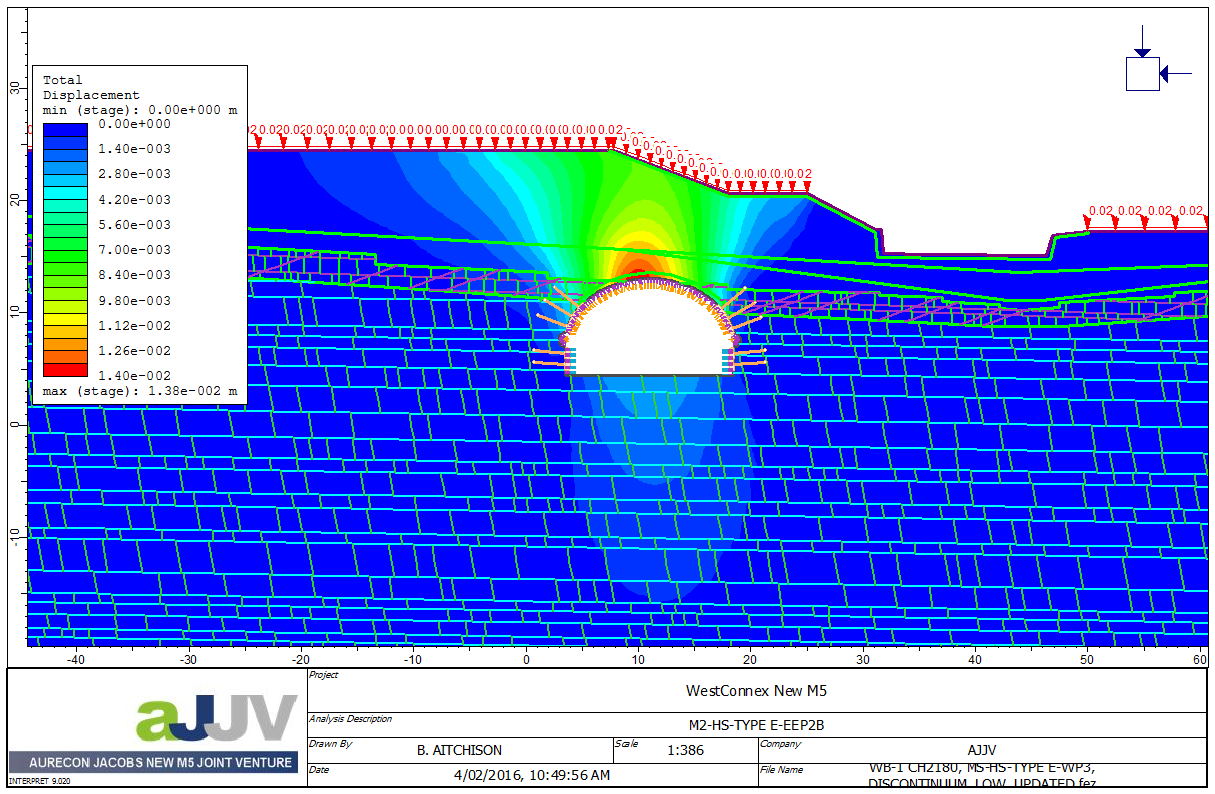 30
20
10
0
-10
Total
Displacement
min (stage): 0.00e+000 m
0.00e+000
1.40e-003
2.80e-003
4.20e-003
5.60e-003
7.00e-003
8.40e-003
9.80e-003
1.12e-002
1.26e-002
1.40e-002
max (stage): 1.38e-002 m
0.02 0.02 0.02 0.02
-40 -30 -20 -10 0 10 20 30 40 50 60
Project
WestConnex New M5
Analysis Description
M2-HS-TYPE E-EEP2B
Drawn By
B. AITCHISON
Scale
1:386
Company
AJJV
Date
4/02/2016, 10:49:56 AM
File Name
WB-1 CH2180, MS-HS-TYPE E-WP3,
DISCONTINUUM, LOW, UPDATED.fez
aJJV
AURECON JACOBS NEW M5 JOINT VENTURE
INTERPRET 9.020